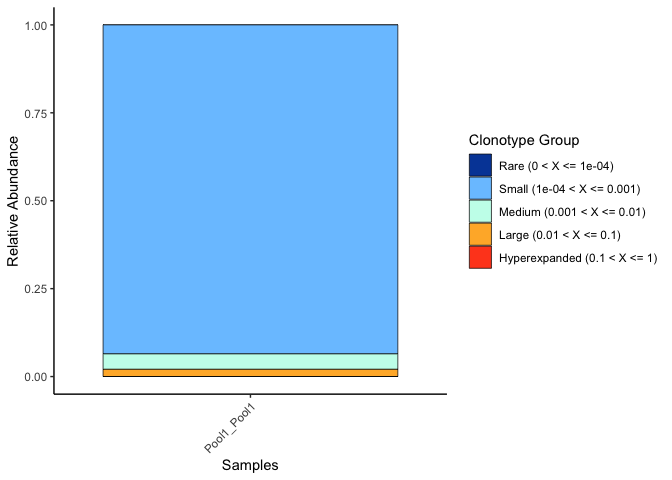 1.00
0.75
0.50
0.25
0.00
Relative Abundance
Pool1_Pool1
Samples
Clonotype Group
Rare (0 < X <= 1e-04)
Small (1e-04 < X <= 0.001)
Medium (0.001 < X <= 0.01)
Large (0.01 < X <= 0.1)
Hyperexpanded (0.1 < X <= 1)